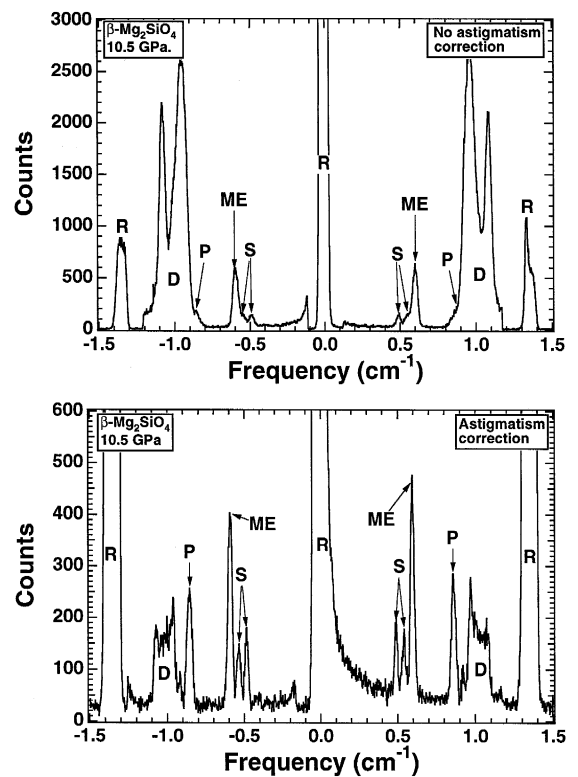 3000
2500
2000
1500
1000
500
0
Counts
β-Mg₂SiO₄
10.5 GPa.
No astigmatism
correction
R
D
P
ME
S
R
ME
S
P
D
R
-1.5
-1.0
-0.5
0.0
0.5
1.0
1.5
Frequency (cm⁻¹)
600
500
400
300
200
100
0
Counts
β-Mg₂SiO₄
10.5 GPa
Astigmatism
correction
R
D
P
ME
S
R
ME
S
P
D
R
-1.5
-1.0
-0.5
0.0
0.5
1.0
1.5
Frequency (cm⁻¹)